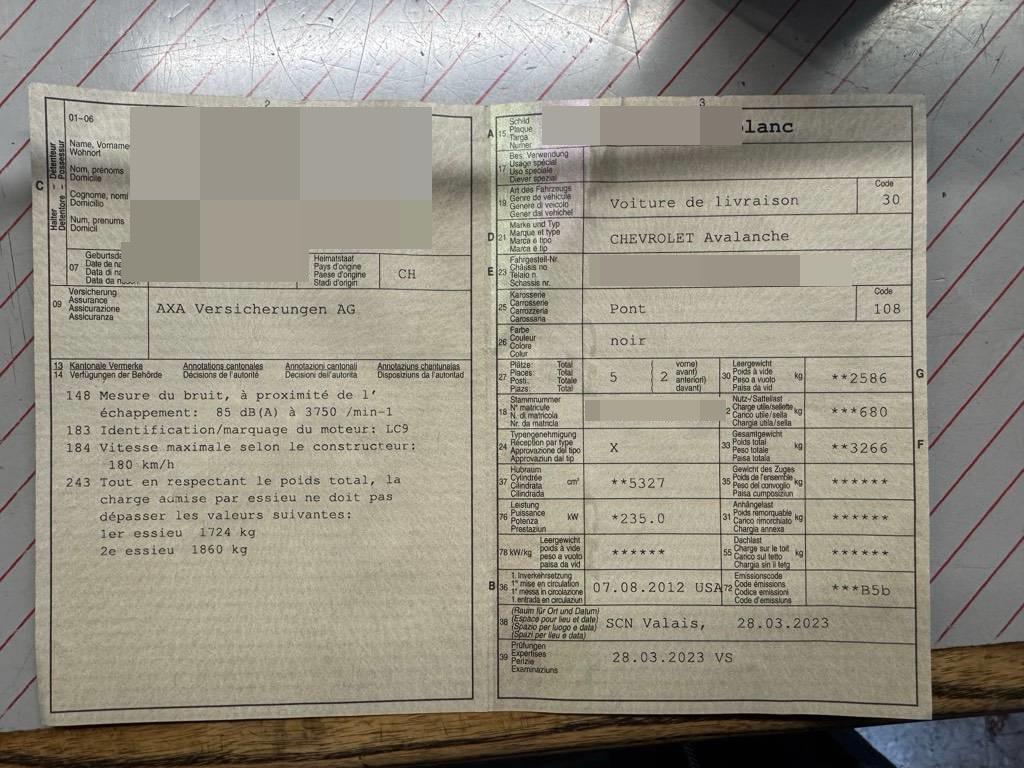 2
01-06
Halter – Detentore
Détenteur – Possessur
C
Name, Vorname
Wohnort
Nom, prénoms
Domicile
Cognome, nomi
Domicilio
Num, prenums
Domicil
07
Date de
Data di
Heimatstaat
Pays d'origine
Paese d'origine
Stadi d'origin
CH
09
Versicherung
Assurance
Assicurazione
Assicuranza
AXA Versicherungen AG
13 Kantonale Vermerke Annotations cantonales Annotazioni cantonali Annotaziuns chantunalas
14 Verfügungen der Behörde Décisions de l'autorité Decisioni dell'autorità Disposiziuns da l'autoritad
148 Mesure du bruit, à proximité de l'
échappement: 85 dB(A) à 3750 /min-1
183 Identification/marquage du moteur: LC9
184 Vitesse maximale selon le constructeur:
180 km/h
243 Tout en respectant le poids total, la
charge admise par essieu ne doit pas
dépasser les valeurs suivantes:
1er essieu 1724 kg
2e essieu 1860 kg
3
A 15
Schild
Plaque
Targa
Numer
lanc
17
Bes. Verwendung
Usage spécial
Uso speciale
Diever spezial
19
Art des Fahrzeugs
Genre de véhicule
Genere di veicolo
Gener dal vehichel
Voiture de livraison
Code
30
D 21
Marke und Typ
Marque et type
Marca e tipo
Marca e tip
CHEVROLET Avalanche
E 23
Fahrgestell-Nr.
Châssis no
Telaio n.
Schassis nr.
25
Karosserie
Carrosserie
Carrozzeria
Carossaria
Pont
Code
108
26
Farbe
Couleur
Colore
Colur
noir
27
Plätze: Total
Places: Total
Posti: Totale
Plazs: Total
5
2
vorne)
avant)
anteriori)
davant)
30
Leergewicht
Poids à vide
Peso a vuoto
Paisa da vid
kg
**2586
G
18
Stammnummer
N° matricule
N. di matricola
Nr. da matricla
Nutz-/Sattellast
Charge utile/sellette
Carico utile/sella
Chargia utila/sella
kg
***680
24
Typengenehmigung
Réception par type
Approvazione del tipo
Approvaziun dal tip
X
33
Gesamtgewicht
Poids total
Peso totale
Paisa totala
kg
**3266
F
37
Hubraum
Cylindrée
Cilindrata
Cilindrada
cm³
**5327
35
Gewicht des Zuges
Poids de l'ensemble
Peso del convoglio
Paisa cumposiziun
kg
******
76
Leistung
Puissance
Potenza
Prestaziun
kW
*235.0
31
Anhängelast
Poids remorquable
Carico rimorchiato
Chargia annexa
kg
******
78 kW/kg
Leergewicht
poids à vide
peso a vuoto
paisa da vid
******
55
Dachlast
Charge sur le toit
Carico sul tetto
Chargia sin il tetg
kg
******
B 36
1. Inverkehrsetzung
1re mise en circulation
1a messa in circolazione
1. entrada en circulaziun
07.08.2012 USA
72
Emissionscode
Code émissions
Codice emissioni
Code d'emissiuns
***B5b
38
(Raum für Ort und Datum)
(Espace pour lieu et date)
(Spazio per luogo e data)
(Spazi per lieu e data)
SCN Valais, 28.03.2023
39
Prüfungen
Expertises
Perizie
Examinaziuns
28.03.2023 VS